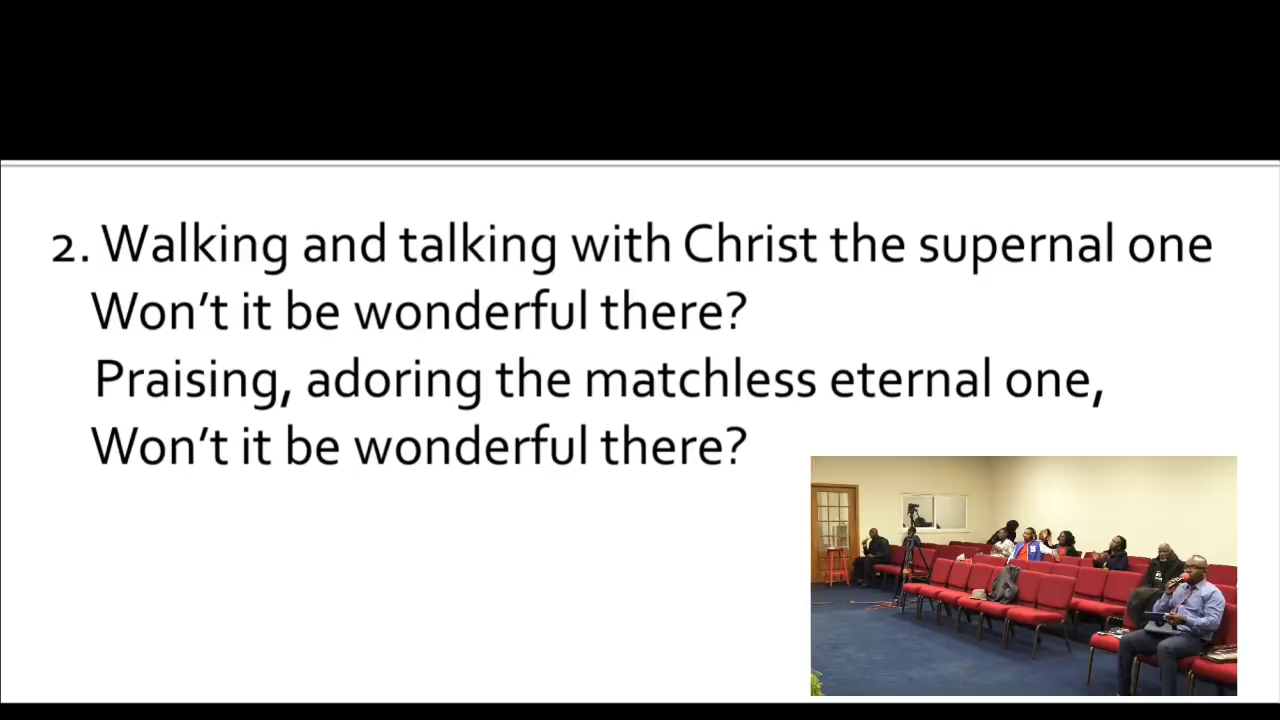 2. Walking and talking with Christ the supernal one
Won't it be wonderful there?
Praising, adoring the matchless eternal one,
Won't it be wonderful there?